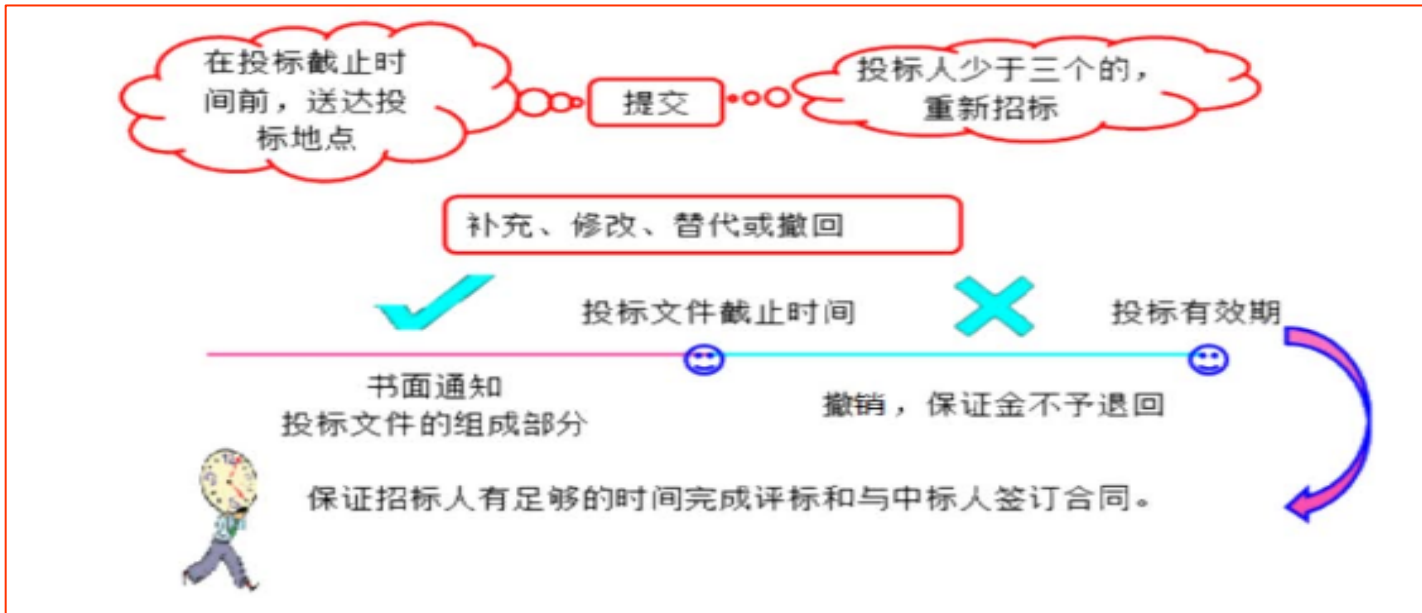 在投标截止时
间前，送达投
标地点
提交
投标人少于三个的，
重新招标
补充、修改、替代或撤回
投标文件截止时间
投标有效期
书面通知
投标文件的组成部分
撤销，保证金不予退回
保证招标人有足够的时间完成评标和与中标人签订合同。